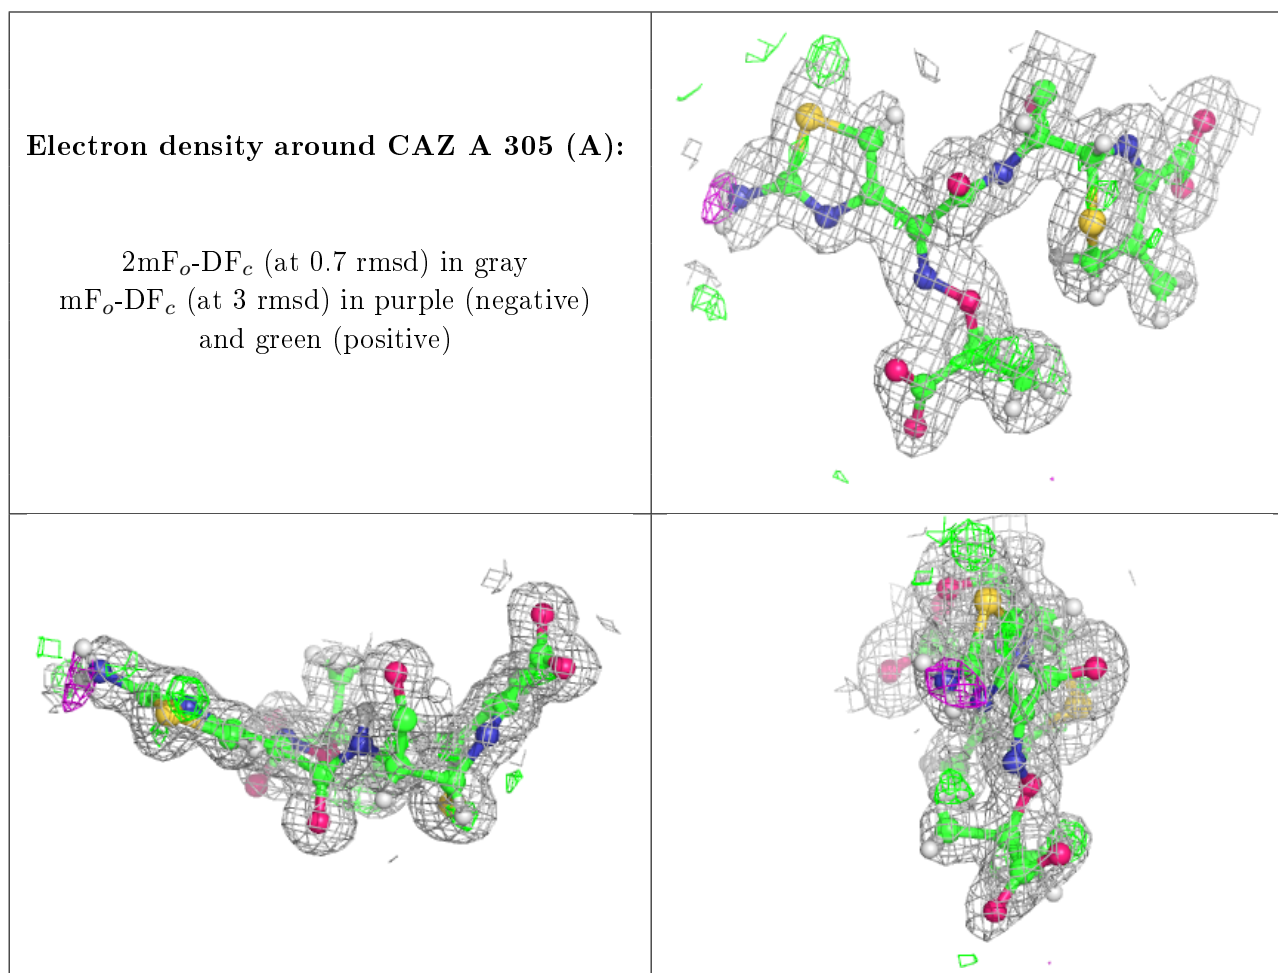 Electron density around CAZ A 305 (A):
2mFo-DFc (at 0.7 rmsd) in gray
mFo-DFc (at 3 rmsd) in purple (negative)
and green (positive)